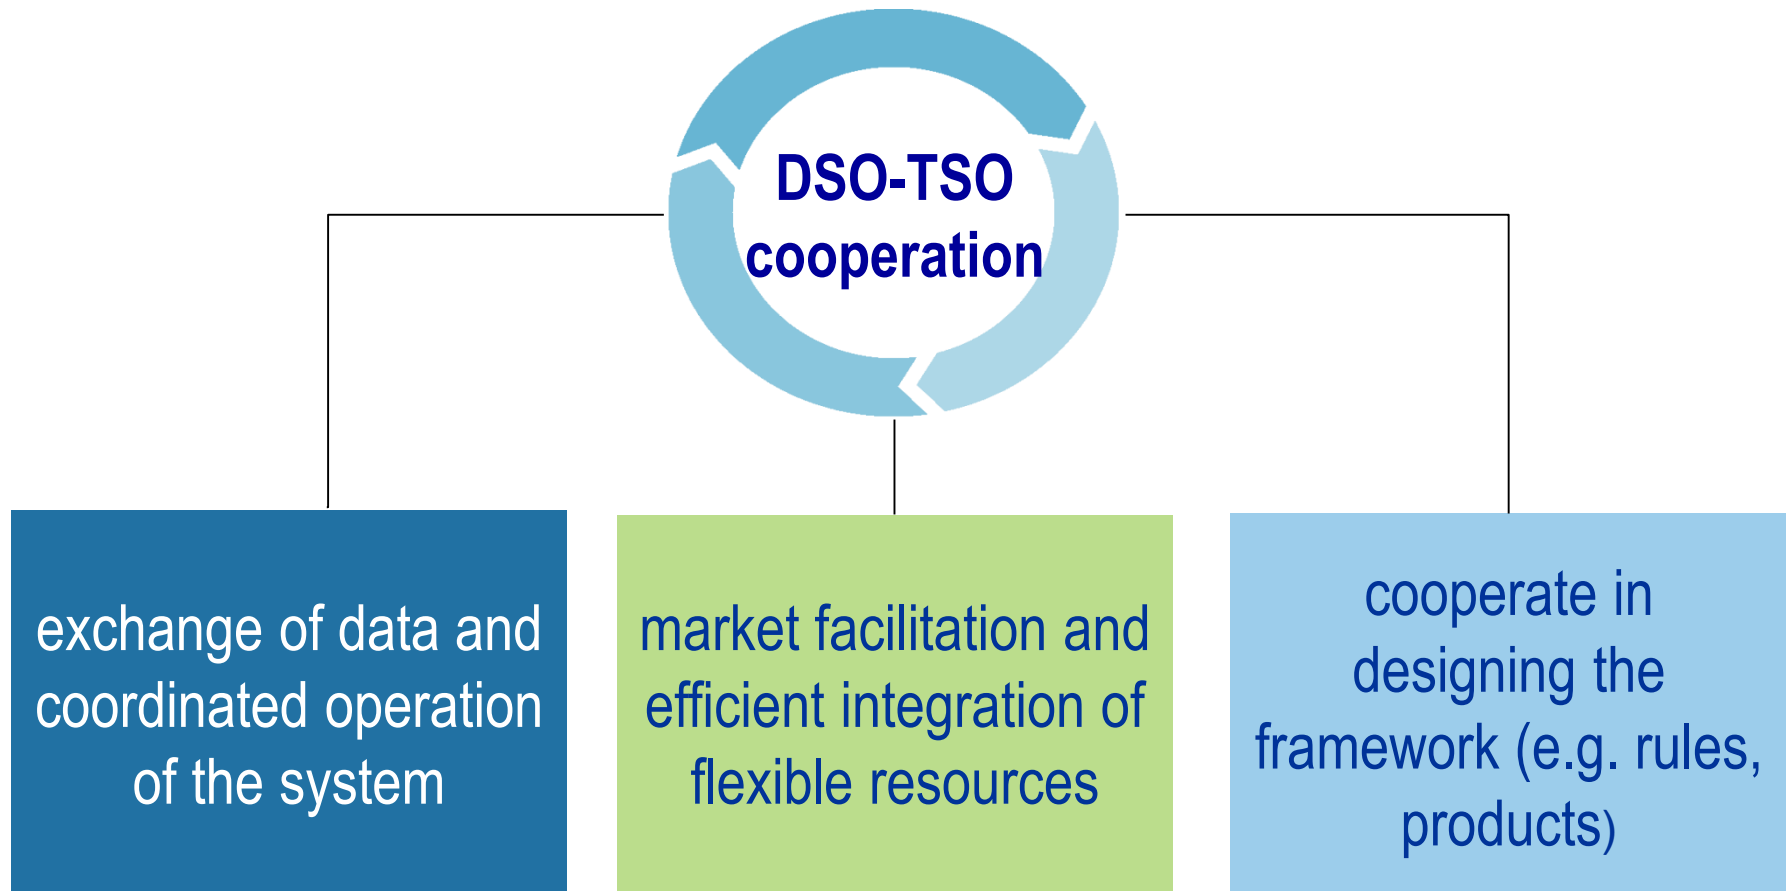 DSO-TSO
cooperation
exchange of data and
coordinated operation
of the system
market facilitation and
efficient integration of
flexible resources
cooperate in
designing the
framework (e.g. rules,
products)